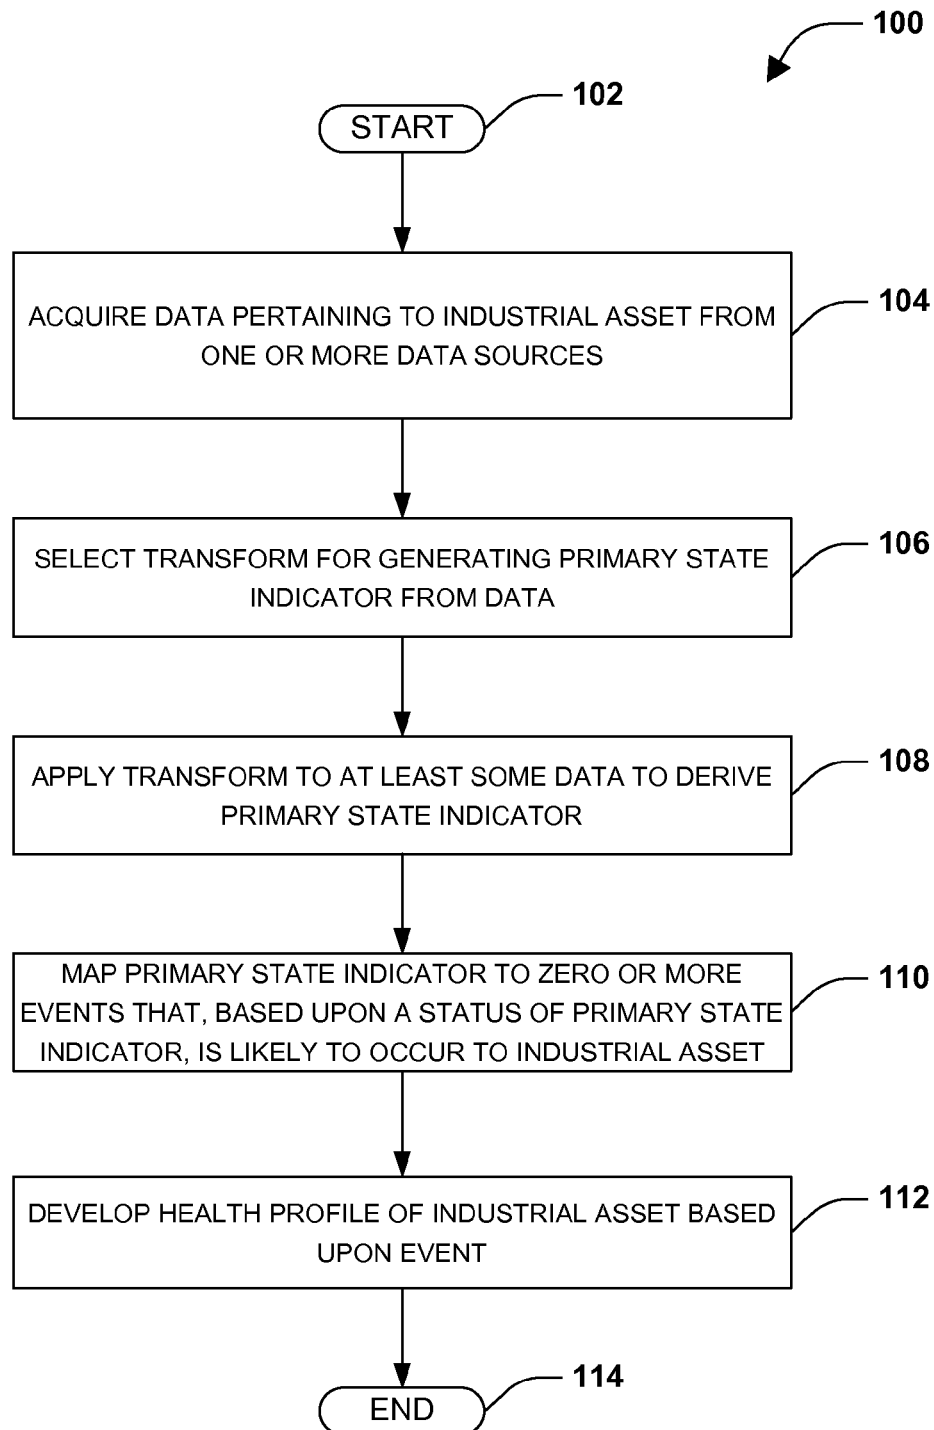 100
102
START
104
ACQUIRE DATA PERTAINING TO INDUSTRIAL ASSET FROM
ONE OR MORE DATA SOURCES
106
SELECT TRANSFORM FOR GENERATING PRIMARY STATE
INDICATOR FROM DATA
108
APPLY TRANSFORM TO AT LEAST SOME DATA TO DERIVE
PRIMARY STATE INDICATOR
110
MAP PRIMARY STATE INDICATOR TO ZERO OR MORE
EVENTS THAT, BASED UPON A STATUS OF PRIMARY STATE
INDICATOR, IS LIKELY TO OCCUR TO INDUSTRIAL ASSET
112
DEVELOP HEALTH PROFILE OF INDUSTRIAL ASSET BASED
UPON EVENT
114
END